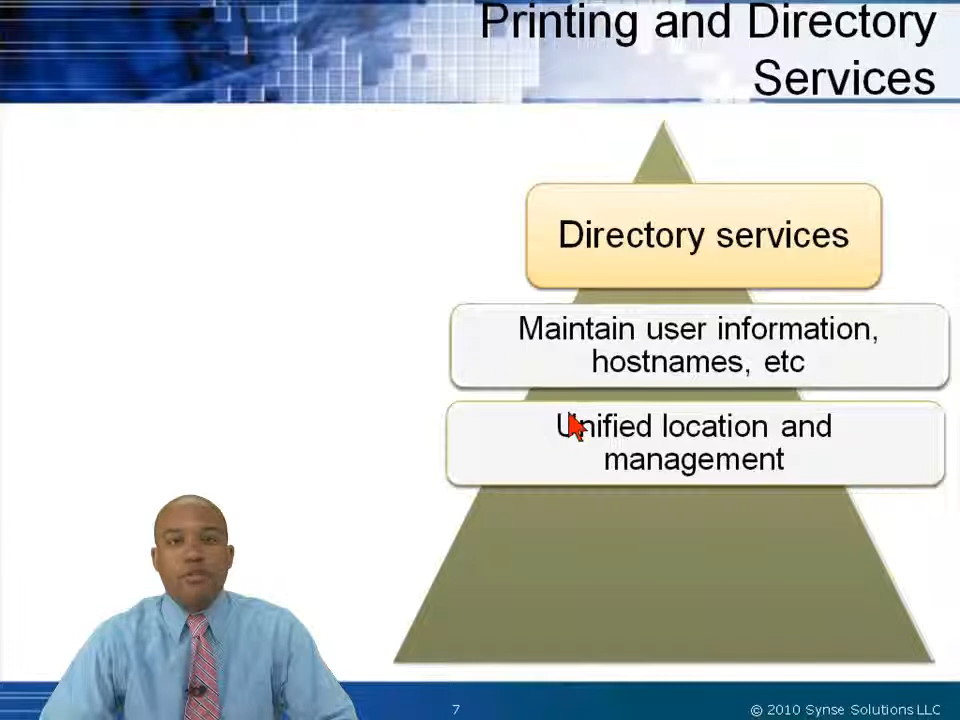 Printing and Directory
Services
Directory services
Maintain user information,
hostnames, etc
Unified location and
management
7
© 2010 Synse Solutions LLC